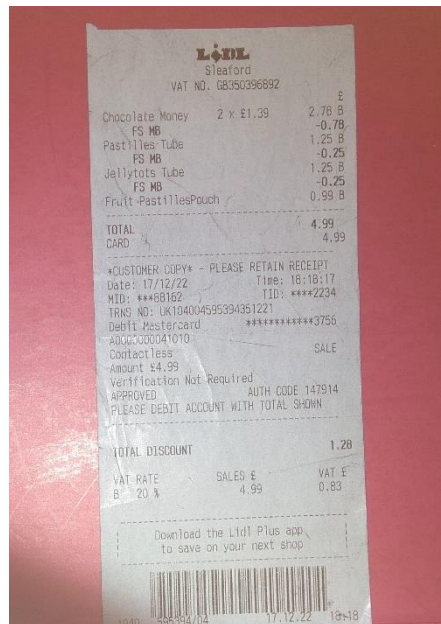 LiDL
Sleaford
VAT NO. GB350396892
£
Chocolate Money 2 x £1.39 2.78 B
FS MB -0.78
Pastilles Tube 1.25 B
FS MB -0.25
Jellytots Tube 1.25 B
FS MB -0.25
Fruit-PastillesPouch 0.99 B
TOTAL 4.99
CARD 4.99
*CUSTOMER COPY* - PLEASE RETAIN RECEIPT
Date: 17/12/22 Time: 18:18:17
MID: ***88162 TID: ****2234
TRNS NO: UK104004595394351221
Debit Mastercard ************3756
A0000000041010
Contactless SALE
Amount £4.99
Verification Not Required
APPROVED AUTH CODE 147914
PLEASE DEBIT ACCOUNT WITH TOTAL SHOWN
TOTAL DISCOUNT 1.28
VAT RATE SALES £ VAT £
B 20 % 4.99 0.83
Download the Lidl Plus app
to save on your next shop
1040 595394/04 17.12.22 18:18